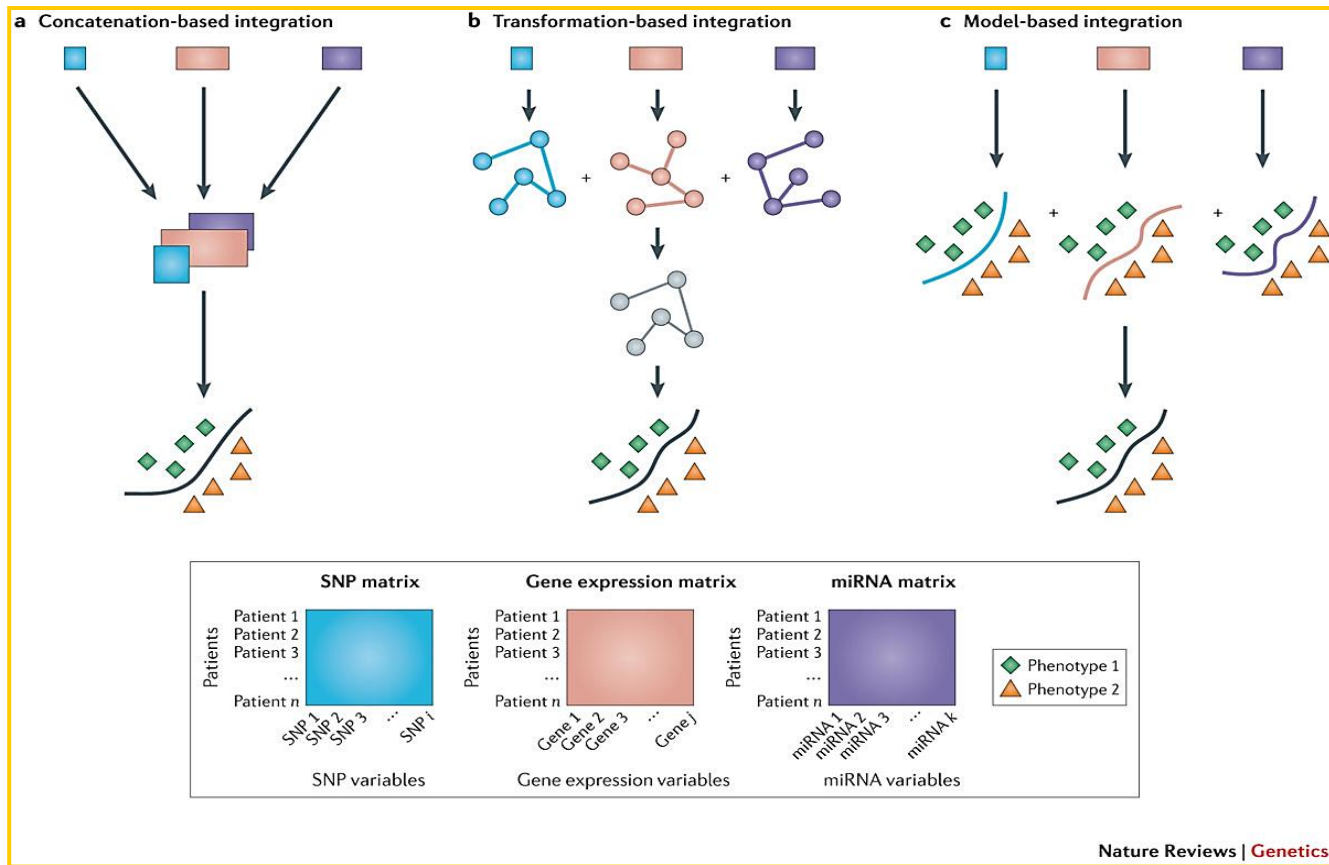 a Concatenation-based integration
b Transformation-based integration
c Model-based integration
+
+
+
+
SNP matrix
Patients
Patient 1
Patient 2
Patient 3
...
Patient n
SNP 1
SNP 2
SNP 3
...
SNP i
SNP variables
Gene expression matrix
Patients
Patient 1
Patient 2
Patient 3
...
Patient n
Gene 1
Gene 2
Gene 3
...
Gene j
Gene expression variables
miRNA matrix
Patients
Patient 1
Patient 2
Patient 3
...
Patient n
miRNA 1
miRNA 2
miRNA 3
...
miRNA k
miRNA variables
Phenotype 1
Phenotype 2
Nature Reviews | Genetics